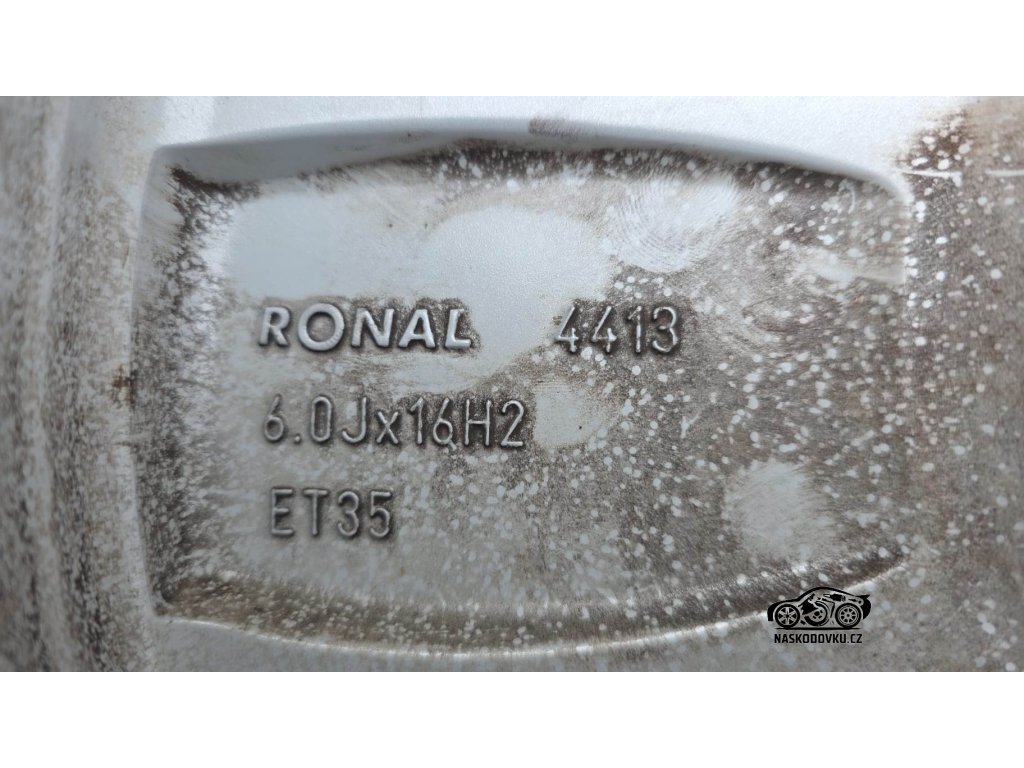 RONAL 4413
6.0Jx16H2
ET35
NASKODOVKU.CZ